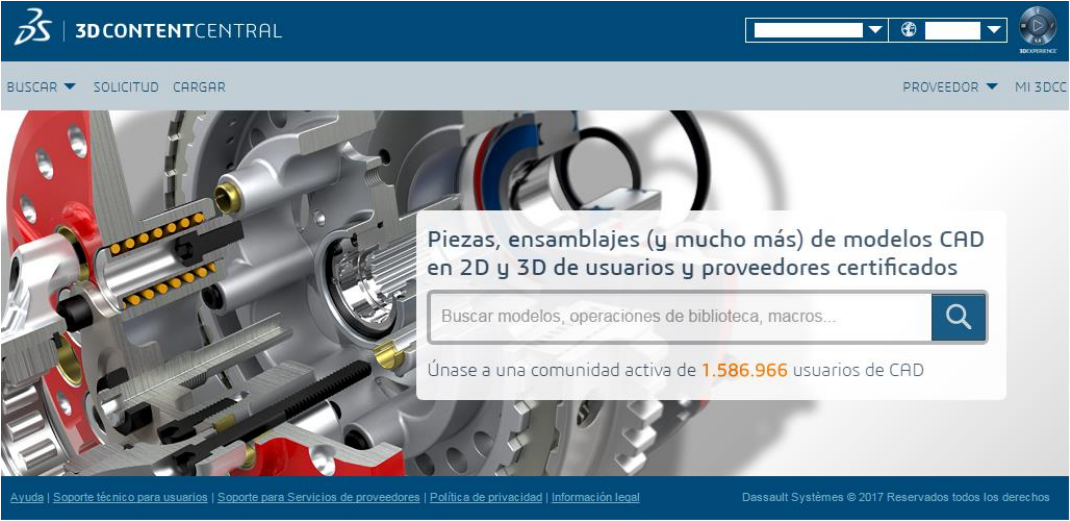 3DCONTENTCENTRAL
3DEXPERIENCE
BUSCAR SOLICITUD CARGAR PROVEEDOR MI 3DCC
Piezas, ensamblajes (y mucho más) de modelos CAD
en 2D y 3D de usuarios y proveedores certificados
Buscar modelos, operaciones de biblioteca, macros...
Únase a una comunidad activa de 1.586.966 usuarios de CAD
Ayuda | Soporte técnico para usuarios | Soporte para Servicios de proveedores | Política de privacidad | Información legal Dassault Systèmes © 2017 Reservados todos los derechos